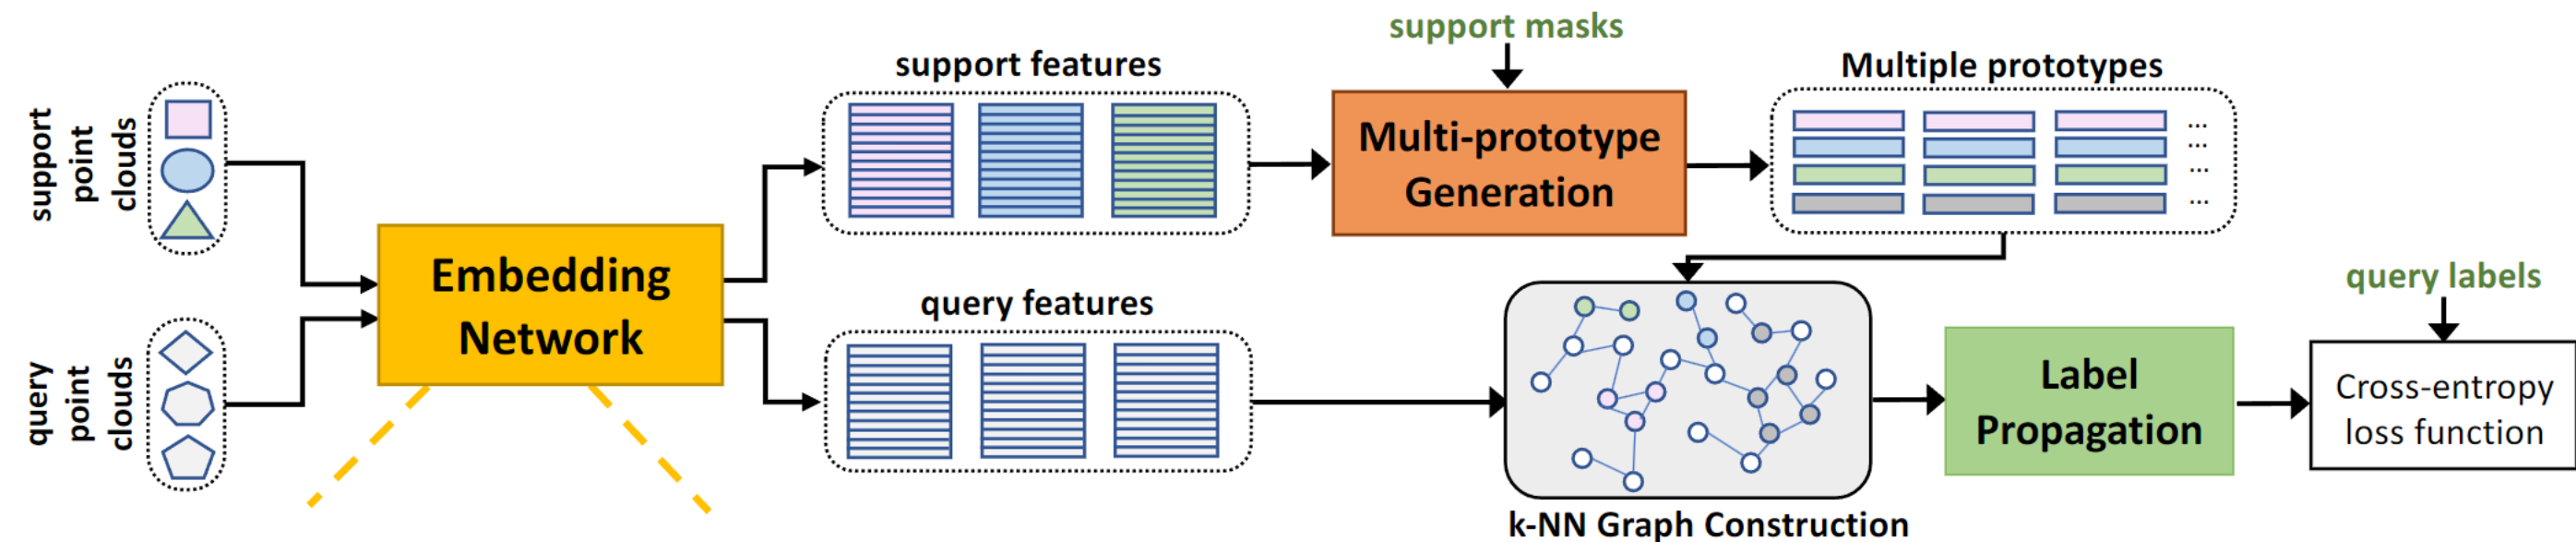 support
point
clouds
query
point
clouds
Embedding
Network
support features
query features
support masks
Multi-prototype
Generation
Multiple prototypes
...
...
...
...
k-NN Graph Construction
Label
Propagation
query labels
Cross-entropy
loss function